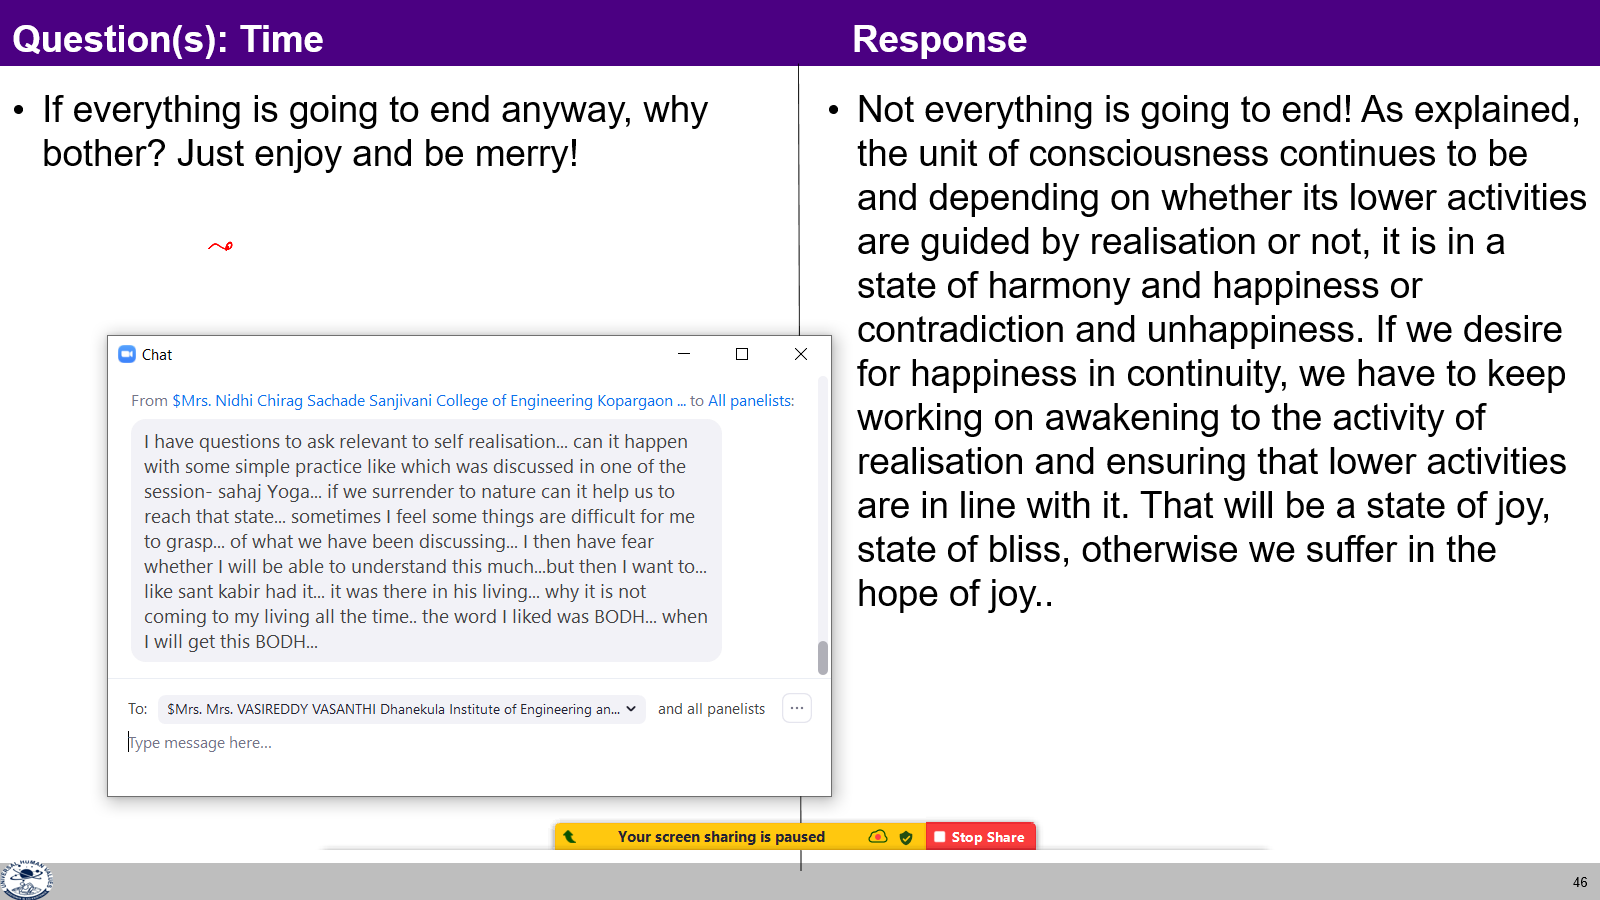 Question(s): Time
Response
• If everything is going to end anyway, why
bother? Just enjoy and be merry!
• Not everything is going to end! As explained,
the unit of consciousness continues to be
and depending on whether its lower activities
are guided by realisation or not, it is in a
state of harmony and happiness or
contradiction and unhappiness. If we desire
for happiness in continuity, we have to keep
working on awakening to the activity of
realisation and ensuring that lower activities
are in line with it. That will be a state of joy,
state of bliss, otherwise we suffer in the
hope of joy..
Chat
From $Mrs. Nidhi Chirag Sachade Sanjivani College of Engineering Kopargaon ... to All panelists:
I have questions to ask relevant to self realisation... can it happen
with some simple practice like which was discussed in one of the
session- sahaj Yoga... if we surrender to nature can it help us to
reach that state... sometimes I feel some things are difficult for me
to grasp... of what we have been discussing... I then have fear
whether I will be able to understand this much...but then I want to...
like sant kabir had it... it was there in his living... why it is not
coming to my living all the time.. the word I liked was BODH... when
I will get this BODH...
To: $Mrs. Mrs. VASIREDDY VASANTHI Dhanekula Institute of Engineering an... and all panelists
Type message here...
Your screen sharing is paused
Stop Share
UNIVERSAL HUMAN VALUES
46